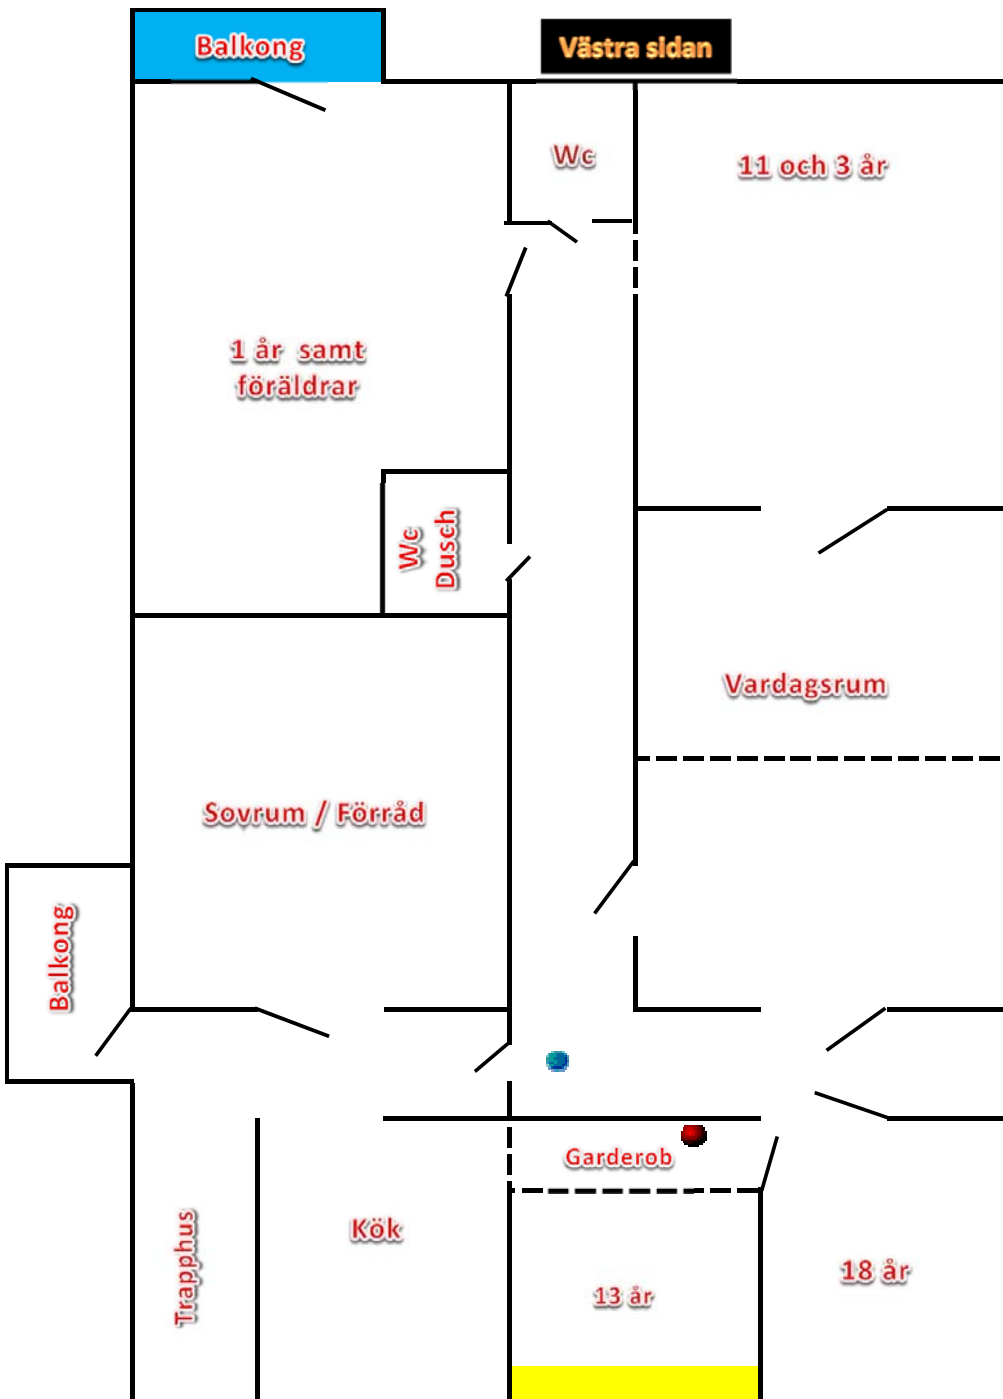 Balkong
Västra sidan
Wc
11 och 3 år
1 år samt
föräldrar
Wc
Dusch
Vardagsrum
Sovrum / Förråd
Balkong
Garderob
Kök
Trapphus
18 år
13 år